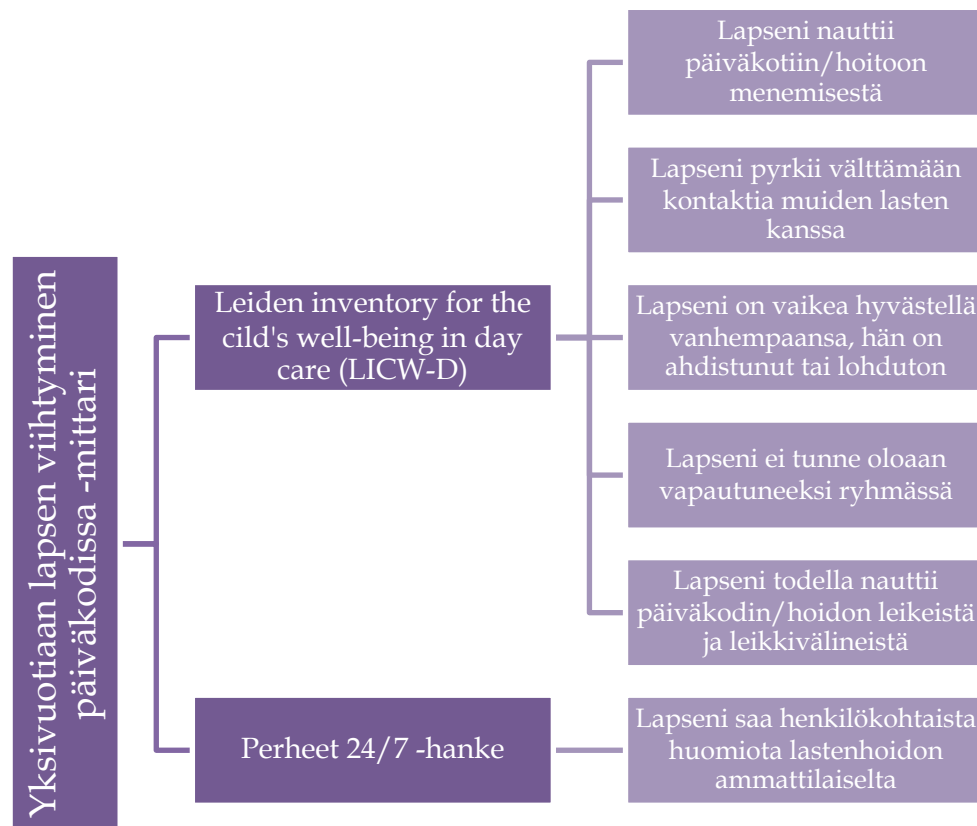 Yksivuotiaan lapsen viihtyminen
päiväkodissa -mittari
Leiden inventory for the
cild's well-being in day
care (LICW-D)
Lapseni nauttii
päiväkotiin/hoitoon
menemisestä
Lapseni pyrkii välttämään
kontaktia muiden lasten
kanssa
Lapseni on vaikea hyvästellä
vanhempaansa, hän on
ahdistunut tai lohduton
Lapseni ei tunne oloaan
vapautuneeksi ryhmässä
Lapseni todella nauttii
päiväkodin/hoidon leikeistä
ja leikkivälineistä
Perheet 24/7 -hanke
Lapseni saa henkilökohtaista
huomiota lastenhoidon
ammattilaiselta